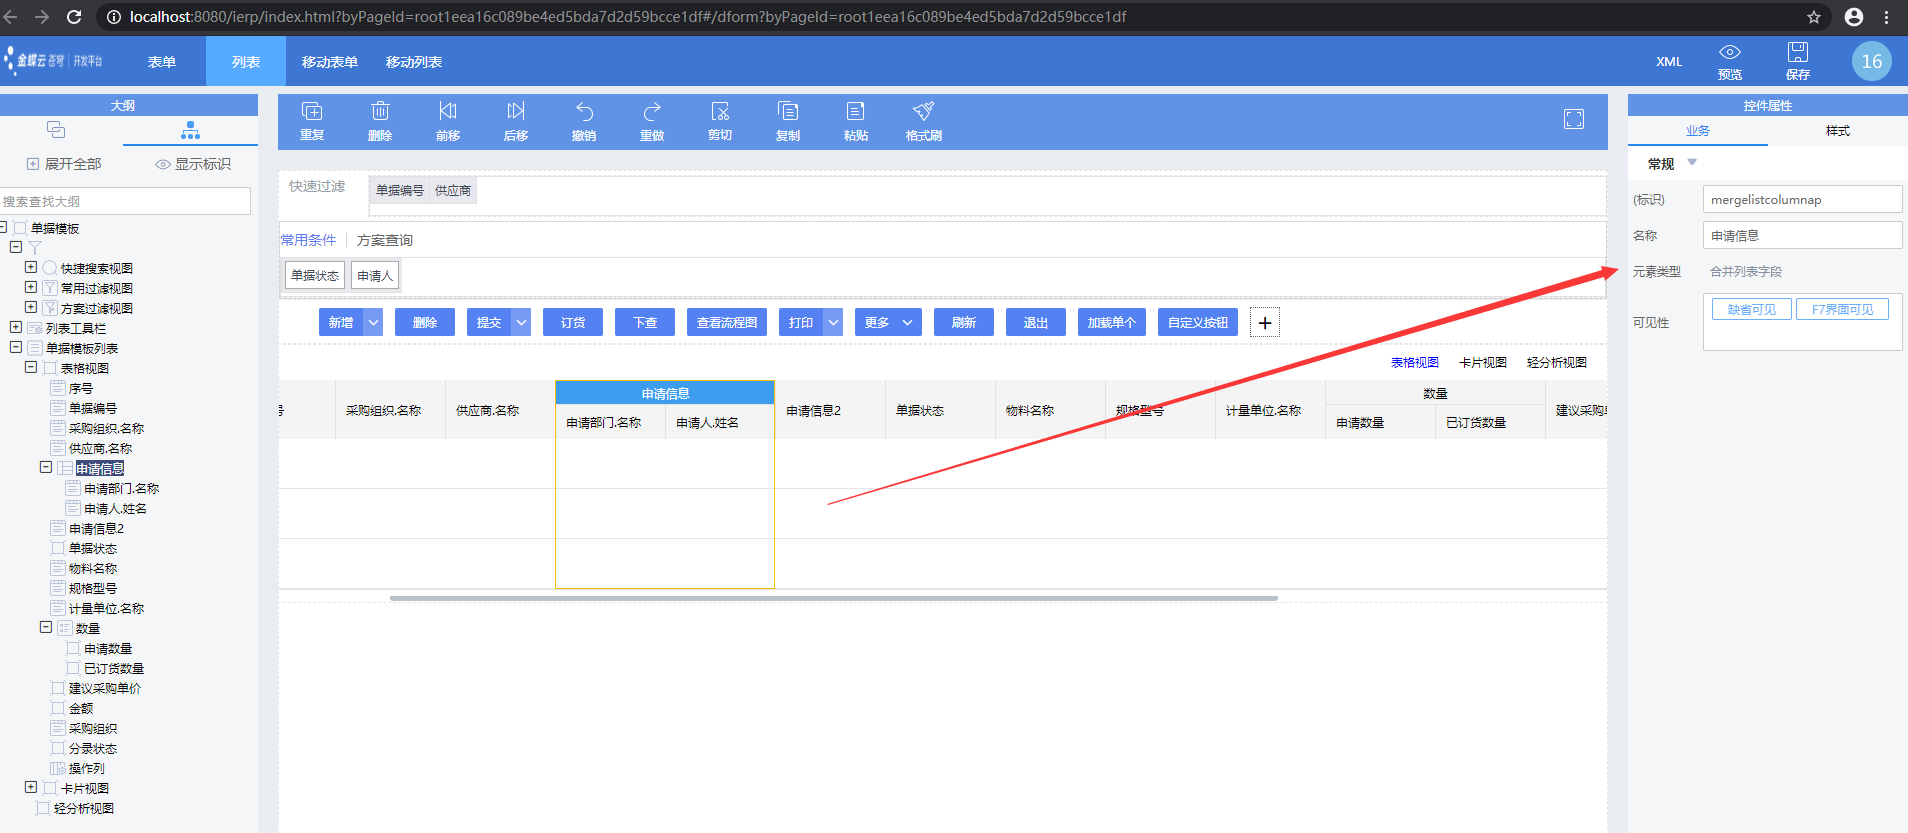 localhost:8080/ierp/index.html?byPageId=root1eea16c089be4ed5bda7d2d59bcce1df#/dform?byPageId=root1eea16c089be4ed5bda7d2d59bcce1df
金蝶云 苍穹 | 开发平台
表单
列表
移动表单
移动列表
XML
预览
保存
16
大纲
展开全部
显示标识
搜索查找大纲
单据模板
快捷搜索视图
常用过滤视图
方案过滤视图
列表工具栏
单据模板列表
表格视图
序号
单据编号
采购组织.名称
供应商.名称
申请信息
申请部门.名称
申请人.姓名
申请信息2
单据状态
物料名称
规格型号
计量单位.名称
数量
申请数量
已订货数量
建议采购单价
金额
采购组织
分录状态
操作列
卡片视图
轻分析视图
重复
删除
前移
后移
撤销
重做
剪切
复制
粘贴
格式刷
快速过滤
单据编号 供应商
常用条件 | 方案查询
单据状态 申请人
新增 删除 提交 订货 下查 查看流程图 打印 更多 刷新 退出 加载单个 自定义按钮 +
表格视图 卡片视图 轻分析视图
号 采购组织.名称 供应商.名称 申请信息 申请信息2 单据状态 物料名称 规格型号 计量单位.名称 数量 建议采购单
申请部门.名称 申请人.姓名 申请数量 已订货数量
控件属性
业务 样式
常规
(标识) mergelistcolumnap
名称 申请信息
元素类型 合并列表字段
可见性 缺省可见 F7界面可见